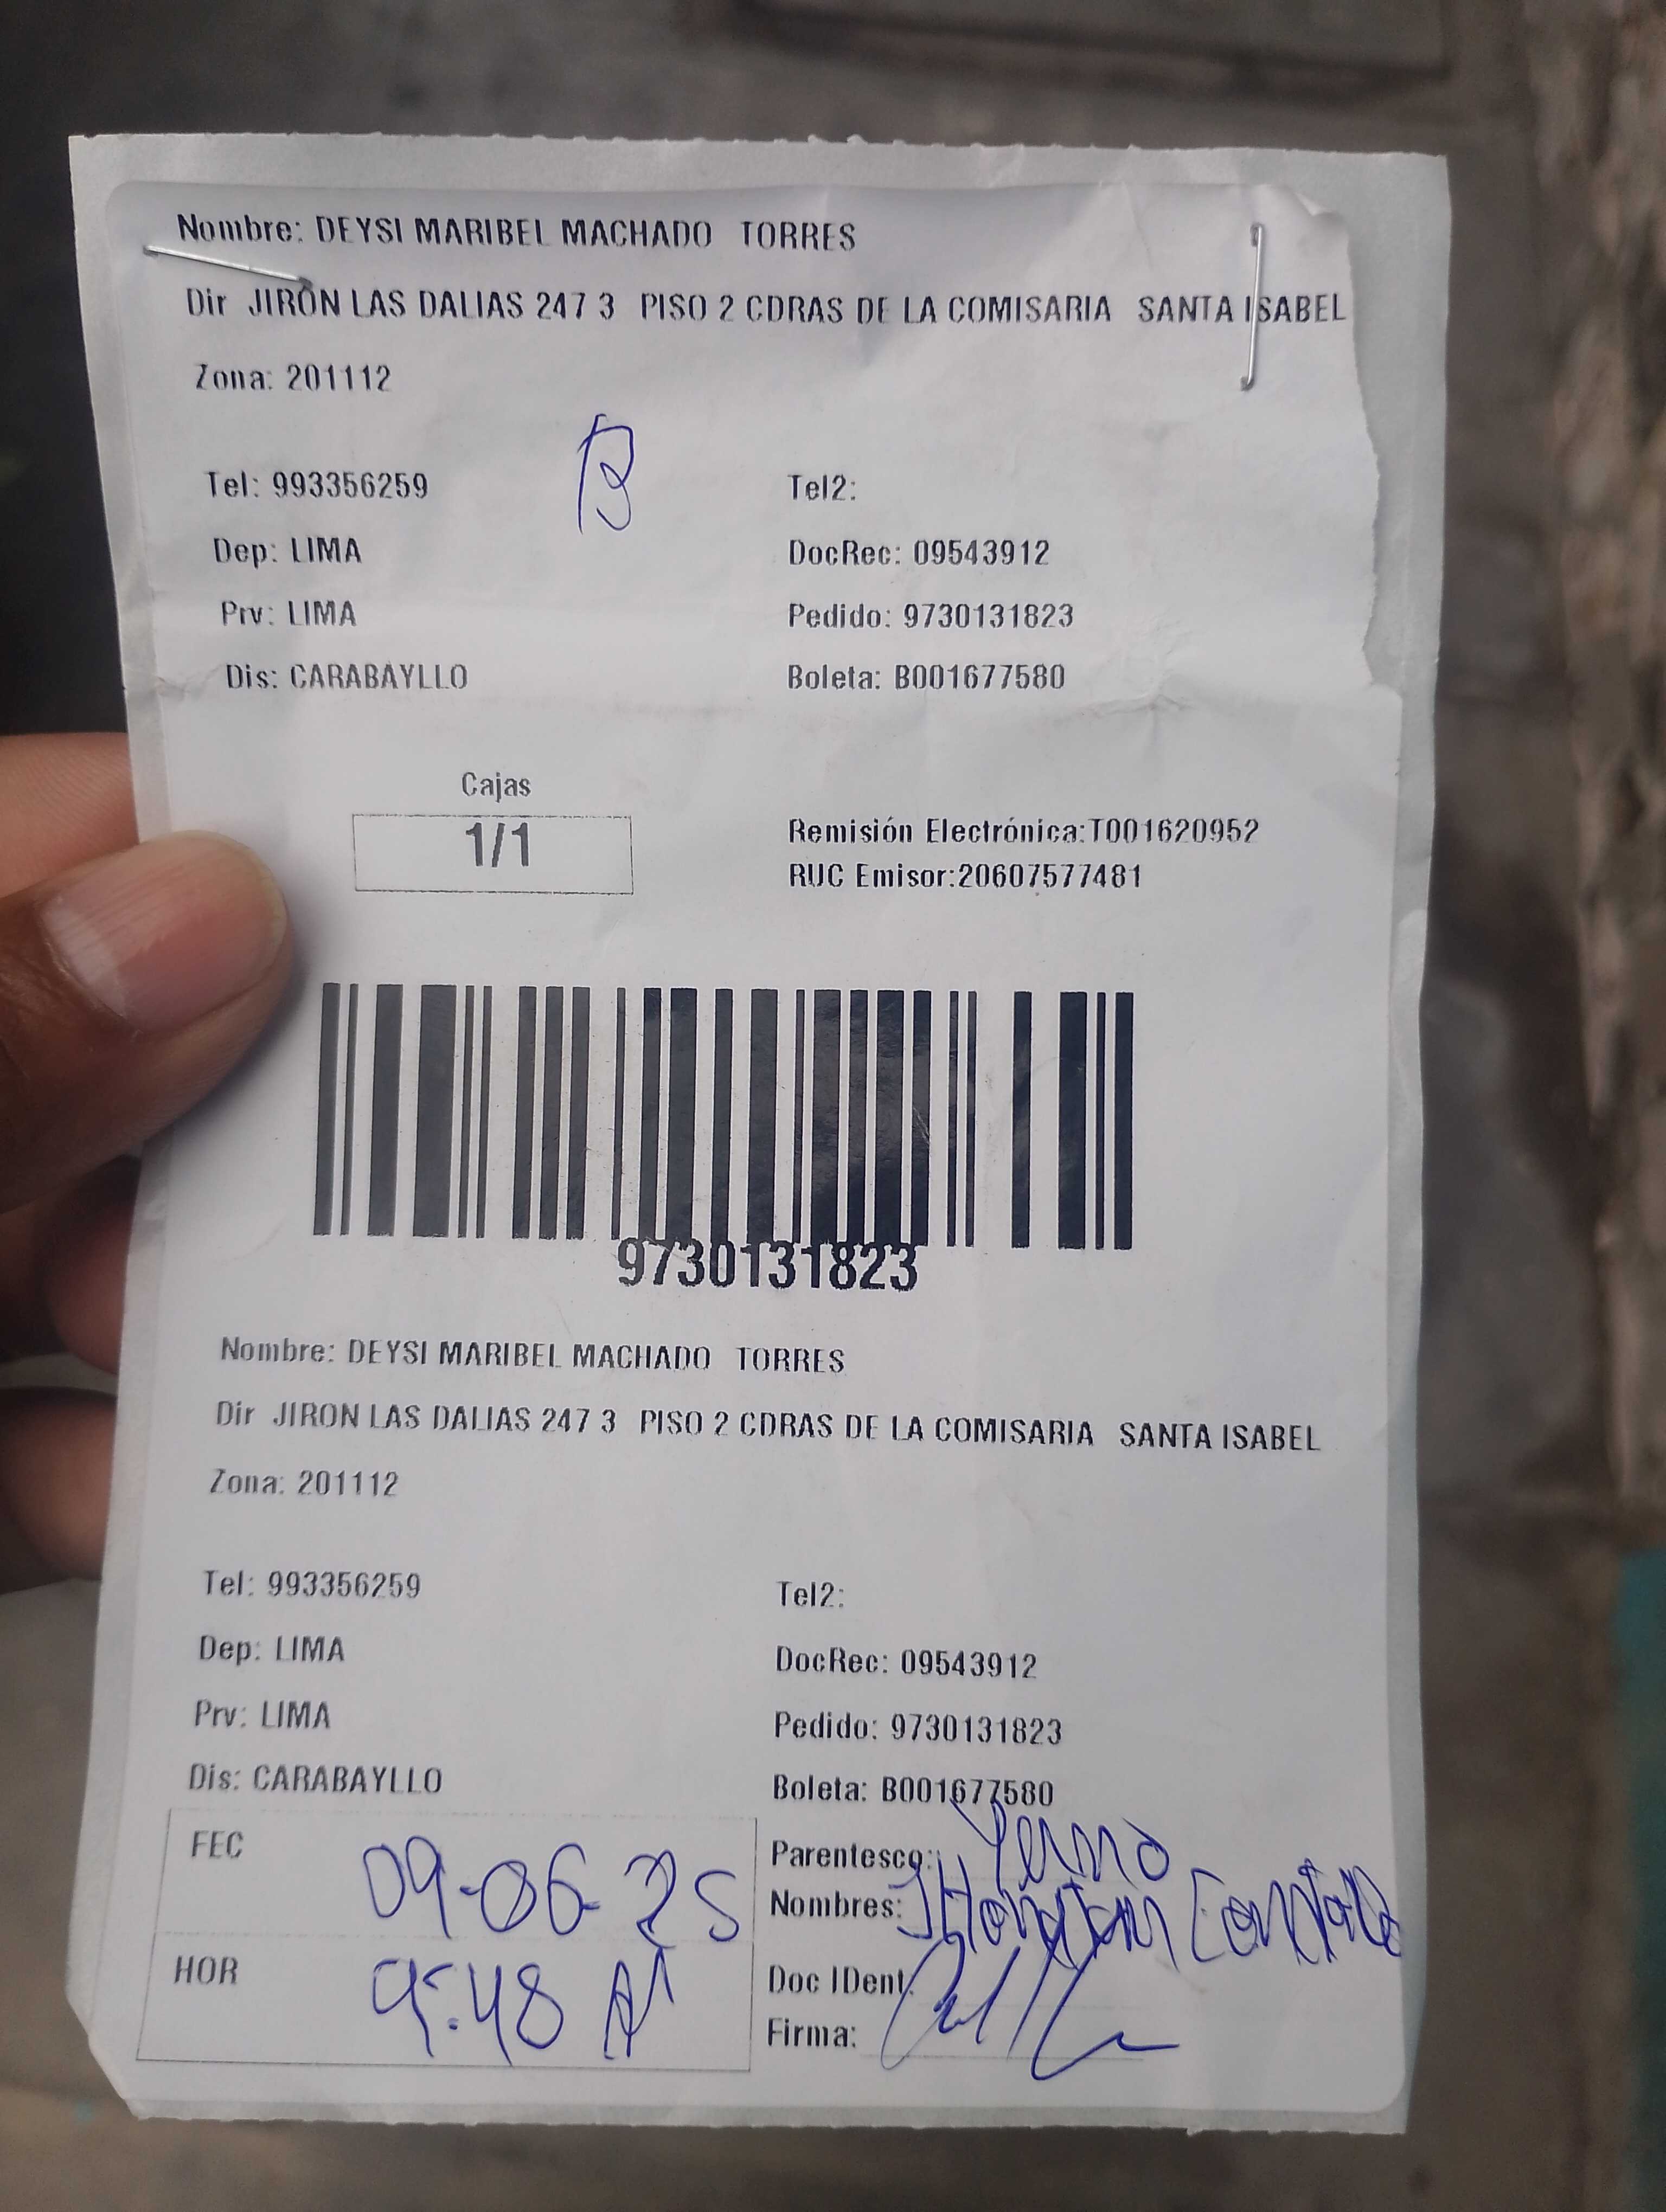 Nombre: DEYSI MARIBEL MACHADO TORRES
Dir JIRON LAS DALIAS 247 3 PISO 2 CDRAS DE LA COMISARIA SANTA ISABEL
Zona: 201112
B
Tel: 993356259 Tel2:
Dep: LIMA DocRec: 09543912
Prv: LIMA Pedido: 9730131823
Dis: CARABAYLLO Boleta: B001677580
Cajas
1/1
Remisión Electrónica:T001620952
RUC Emisor:20607577481
9730131823
Nombre: DEYSI MARIBEL MACHADO TORRES
Dir JIRON LAS DALIAS 247 3 PISO 2 CDRAS DE LA COMISARIA SANTA ISABEL
Zona: 201112
Tel: 993356259 Tel2:
Dep: LIMA DocRec: 09543912
Prv: LIMA Pedido: 9730131823
Dis: CARABAYLLO Boleta: B001677580
FEC 09-06-25
Parentesco: Yerno
Nombres:
HOR 9:48 A
Doc IDent.
Firma: